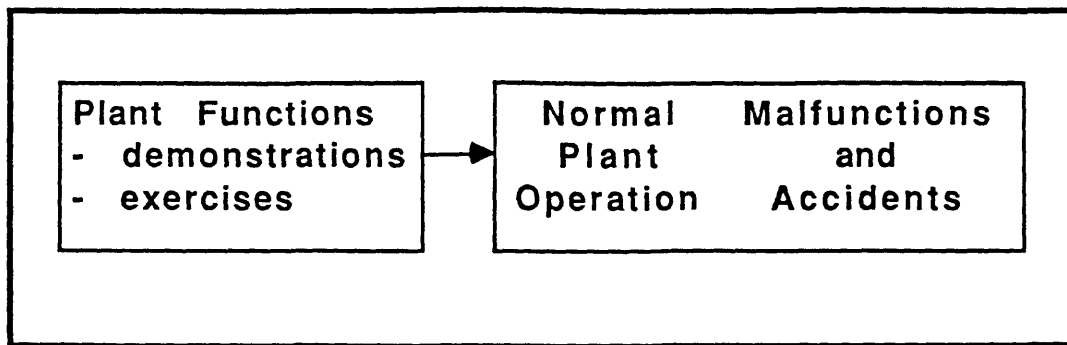 Plant Functions
- demonstrations
- exercises
Normal
Plant
Operation
Malfunctions
and
Accidents